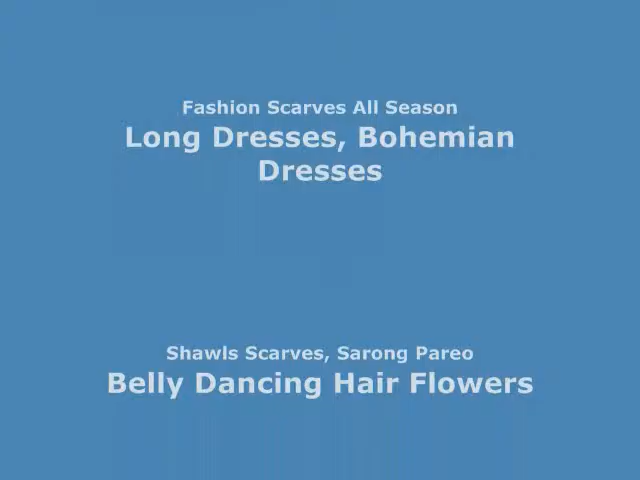 Fashion Scarves All Season
Long Dresses, Bohemian
Dresses
Shawls Scarves, Sarong Pareo
Belly Dancing Hair Flowers